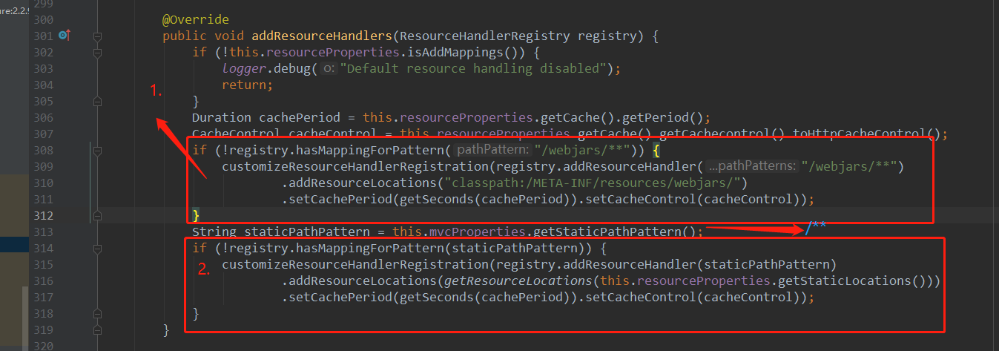 299
ure:2.2.9
300 @Override
301 public void addResourceHandlers(ResourceHandlerRegistry registry) {
302 if (!this.resourceProperties.isAddMappings()) {
303 logger.debug( o: "Default resource handling disabled");
304 return;
1.
305 }
306 Duration cachePeriod = this.resourceProperties.getCache().getPeriod();
307 CacheControl cacheControl = this.resourceProperties.getCache().getCachecontrol().toHttpCacheControl();
308 if (!registry.hasMappingForPattern( pathPattern: "/webjars/**")) {
309 customizeResourceHandlerRegistration(registry.addResourceHandler( ...pathPatterns: "/webjars/**")
310 .addResourceLocations("classpath:/META-INF/resources/webjars/")
311 .setCachePeriod(getSeconds(cachePeriod)).setCacheControl(cacheControl));
312 }
313 String staticPathPattern = this.mvcProperties.getStaticPathPattern(); /**
314 if (!registry.hasMappingForPattern(staticPathPattern)) {
315 customizeResourceHandlerRegistration(registry.addResourceHandler(staticPathPattern)
2.
316 .addResourceLocations(getResourceLocations(this.resourceProperties.getStaticLocations()))
317 .setCachePeriod(getSeconds(cachePeriod)).setCacheControl(cacheControl));
318 }
319 }
320